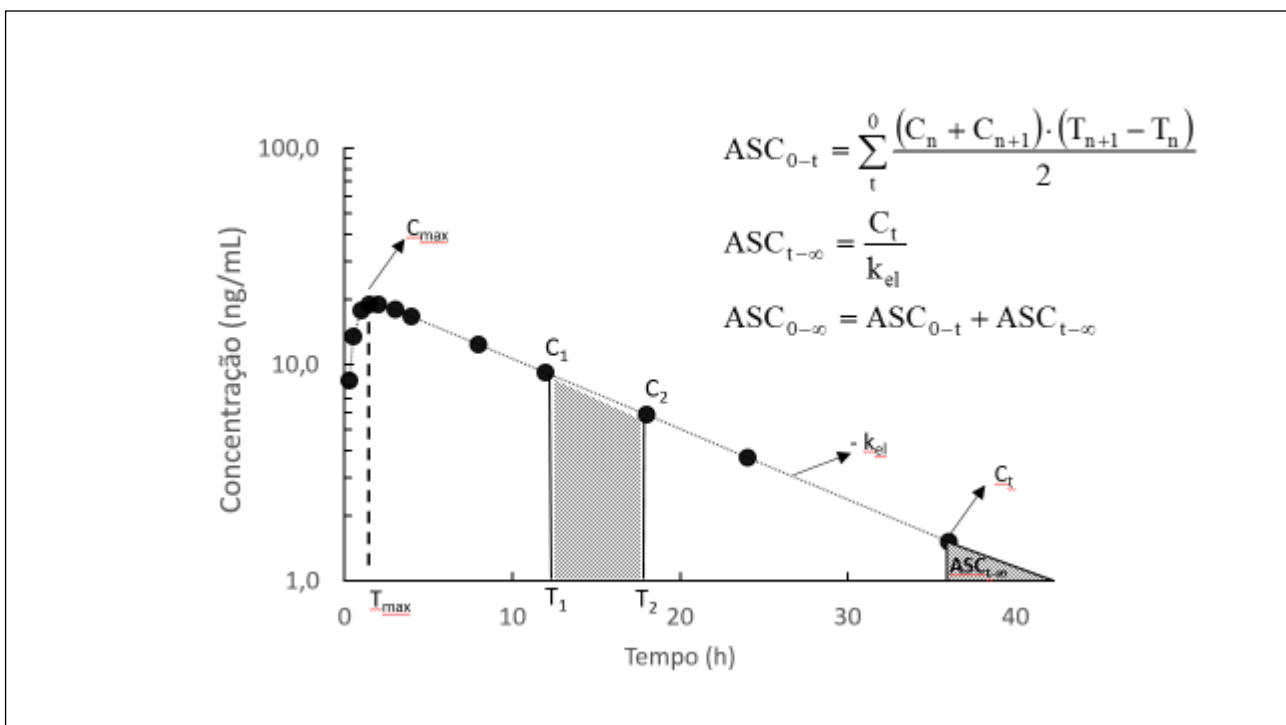 ASC₀₋ₜ = ∑ₜ⁰ (Cₙ + Cₙ₊₁)·(Tₙ₊₁ − Tₙ) / 2
ASCₜ₋∞ = Cₜ / kₑₗ
ASC₀₋∞ = ASC₀₋ₜ + ASCₜ₋∞
Concentração (ng/mL)
100,0
10,0
1,0
Cmax
C₁
C₂
- kₑₗ
Cₜ
ASCₜ₋∞
0
Tmax
10
T₁
T₂
20
30
40
Tempo (h)